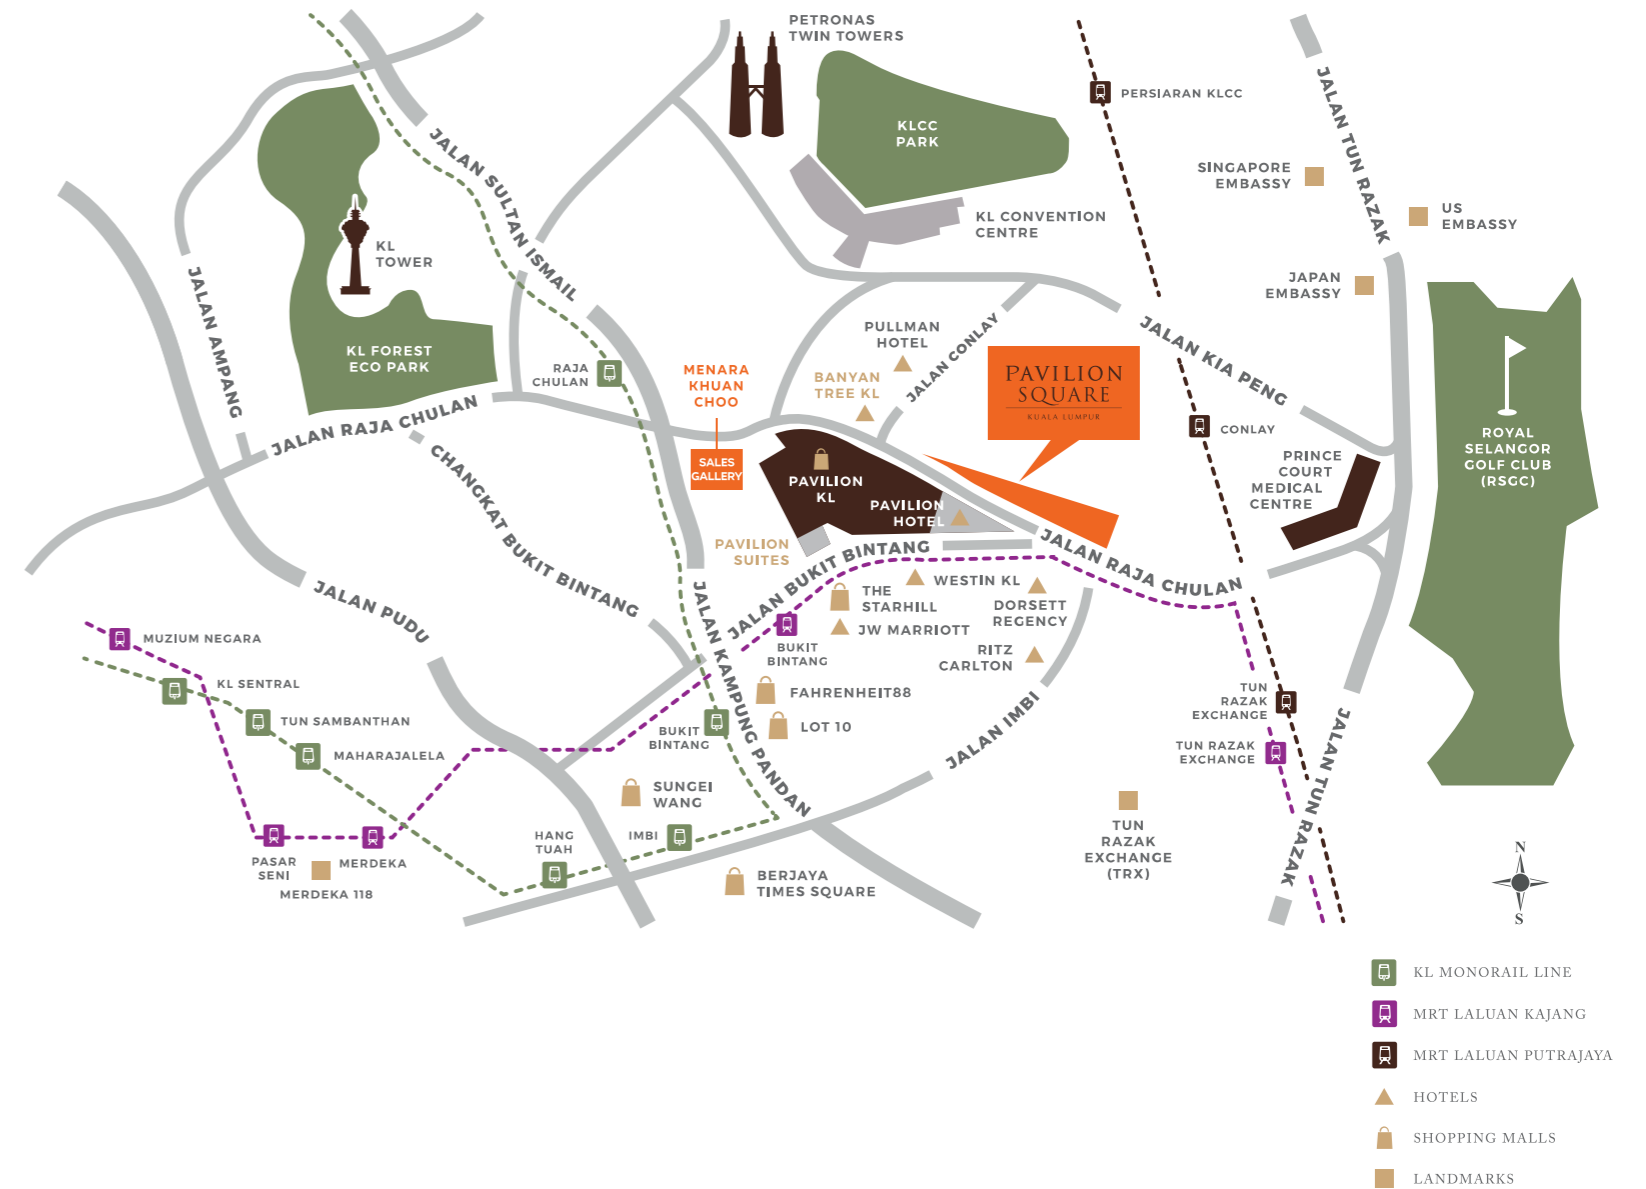 PETRONAS
TWIN TOWERS
KLCC
PARK
PERSIARAN KLCC
JALAN TUN RAZAK
SINGAPORE
EMBASSY
US
EMBASSY
JAPAN
EMBASSY
JALAN SULTAN ISMAIL
KL
TOWER
KL CONVENTION
CENTRE
JALAN AMPANG
KL FOREST
ECO PARK
RAJA
CHULAN
MENARA
KHUAN
CHOO
PULLMAN
HOTEL
BANYAN
TREE KL
JALAN CONLAY
PAVILION
SQUARE
KUALA LUMPUR
JALAN KIA PENG
CONLAY
PRINCE
COURT
MEDICAL
CENTRE
ROYAL
SELANGOR
GOLF CLUB
(RSGC)
JALAN RAJA CHULAN
CHANGKAT BUKIT BINTANG
SALES
GALLERY
PAVILION
KL
PAVILION
HOTEL
PAVILION
SUITES
JALAN BUKIT BINTANG
JALAN RAJA CHULAN
WESTIN KL
THE
STARHILL
DORSETT
REGENCY
JW MARRIOTT
RITZ
CARLTON
BUKIT
BINTANG
JALAN PUDU
JALAN KAMPUNG PANDAN
MUZIUM NEGARA
KL SENTRAL
TUN SAMBANTHAN
MAHARAJALELA
FAHRENHEIT88
LOT 10
BUKIT
BINTANG
JALAN IMBI
TUN
RAZAK
EXCHANGE
TUN RAZAK
EXCHANGE
JALAN TUN RAZAK
SUNGEI
WANG
HANG
TUAH
IMBI
PASAR
SENI
MERDEKA
MERDEKA 118
BERJAYA
TIMES SQUARE
TUN
RAZAK
EXCHANGE
(TRX)
N
S
KL MONORAIL LINE
MRT LALUAN KAJANG
MRT LALUAN PUTRAJAYA
HOTELS
SHOPPING MALLS
LANDMARKS